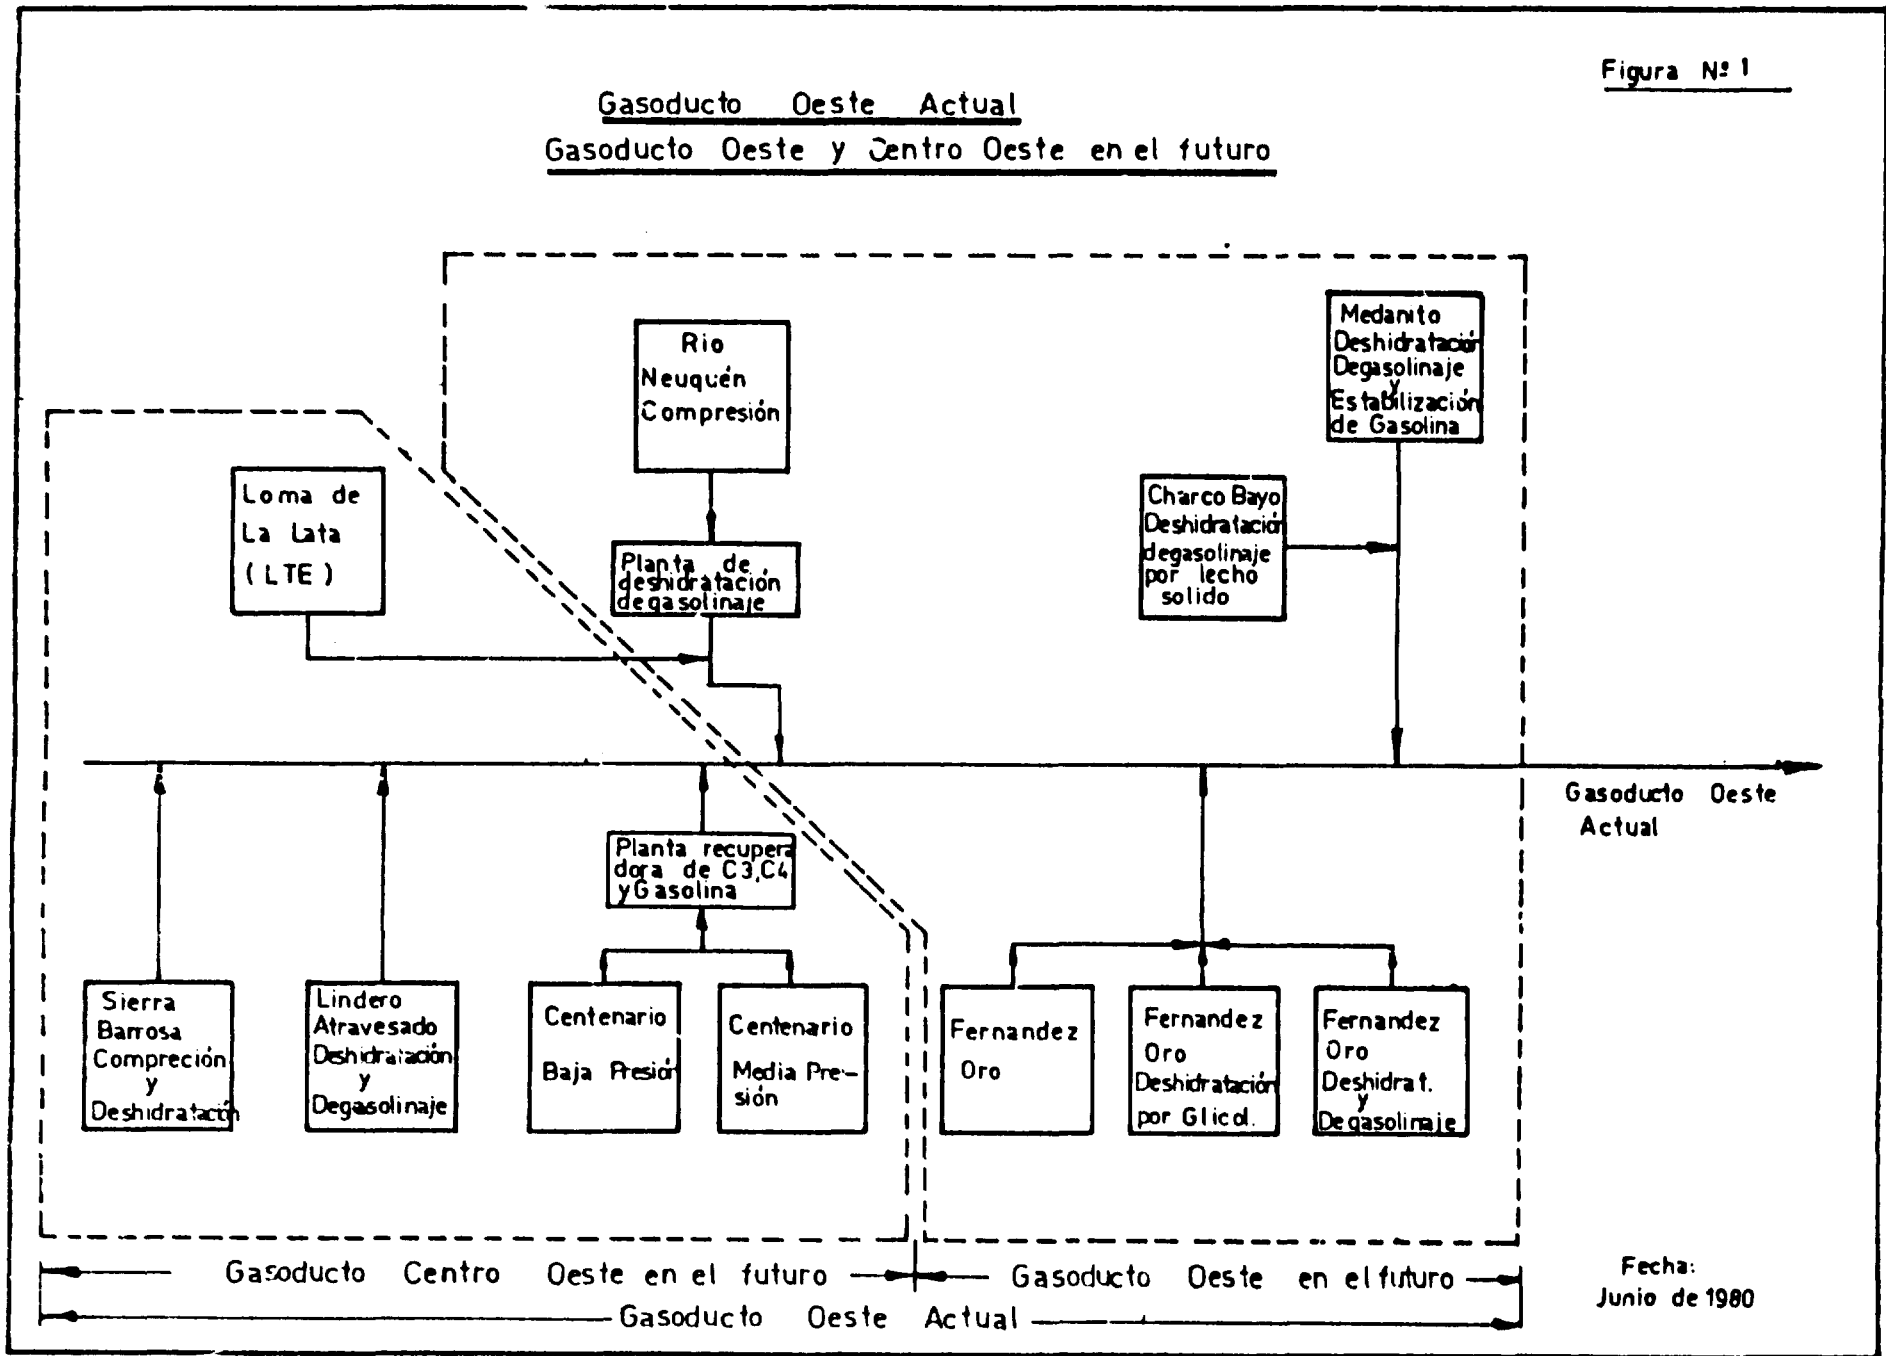 Figura Nº 1
Gasoducto Oeste Actual
Gasoducto Oeste y Centro Oeste en el futuro
Rio
Neuquén
Compresión
Medanito
Deshidratación
Degasolinaje
y
Estabilización
de Gasolina
Loma de
La Lata
(LTE)
Charco Bayo
Deshidratación
degasolinaje
por lecho
solido
Planta de
deshidratación
degasolinaje
Gasoducto Oeste
Actual
Planta recupera
dora de C3,C4
y Gasolina
Sierra
Barrosa
Compreción
y
Deshidratación
Lindero
Atravesado
Deshidratación
y
Degasolinaje
Centenario
Baja Presión
Centenario
Media Pre-
sión
Fernandez
Oro
Fernandez
Oro
Deshidratación
por Glicol.
Fernandez
Oro
Deshidrat.
y
Degasolinaje
Gasoducto Centro Oeste en el futuro
Gasoducto Oeste en el futuro
Gasoducto Oeste Actual
Fecha:
Junio de 1980